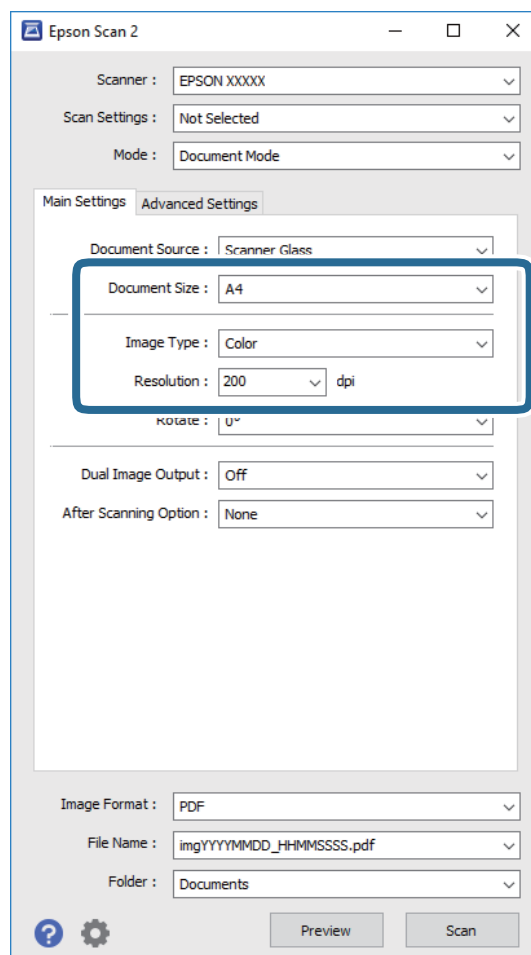 Epson Scan 2
Scanner : EPSON XXXXX
Scan Settings : Not Selected
Mode : Document Mode
Main Settings Advanced Settings
Document Source : Scanner Glass
Document Size : A4
Image Type : Color
Resolution : 200 dpi
Rotate : 0°
Dual Image Output : Off
After Scanning Option : None
Image Format : PDF
File Name : imgYYYYMMDD_HHMMSSSS.pdf
Folder : Documents
? Preview Scan